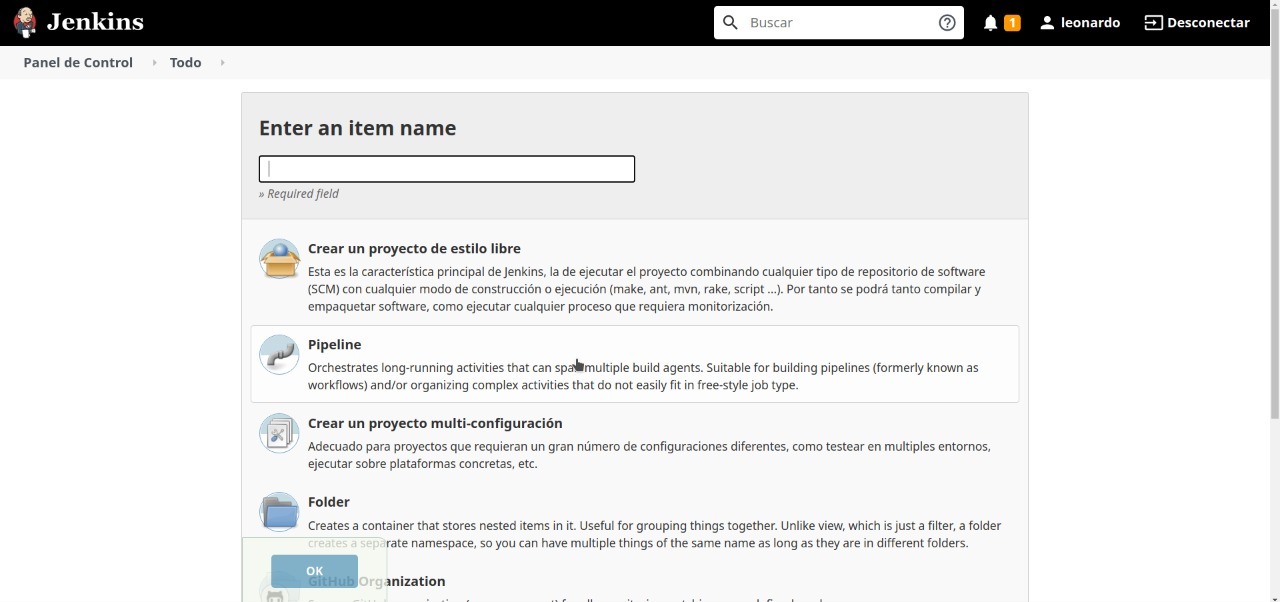 Jenkins
Buscar
1
leonardo
Desconectar
Panel de Control
Todo
Enter an item name
» Required field
Crear un proyecto de estilo libre
Esta es la característica principal de Jenkins, la de ejecutar el proyecto combinando cualquier tipo de repositorio de software
(SCM) con cualquier modo de construcción o ejecución (make, ant, mvn, rake, script ...). Por tanto se podrá tanto compilar y
empaquetar software, como ejecutar cualquier proceso que requiera monitorización.
Pipeline
Orchestrates long-running activities that can span multiple build agents. Suitable for building pipelines (formerly known as
workflows) and/or organizing complex activities that do not easily fit in free-style job type.
Crear un proyecto multi-configuración
Adecuado para proyectos que requieran un gran número de configuraciones diferentes, como testear en multiples entornos,
ejecutar sobre plataformas concretas, etc.
Folder
Creates a container that stores nested items in it. Useful for grouping things together. Unlike view, which is just a filter, a folder
creates a separate namespace, so you can have multiple things of the same name as long as they are in different folders.
OK
GitHub Organization